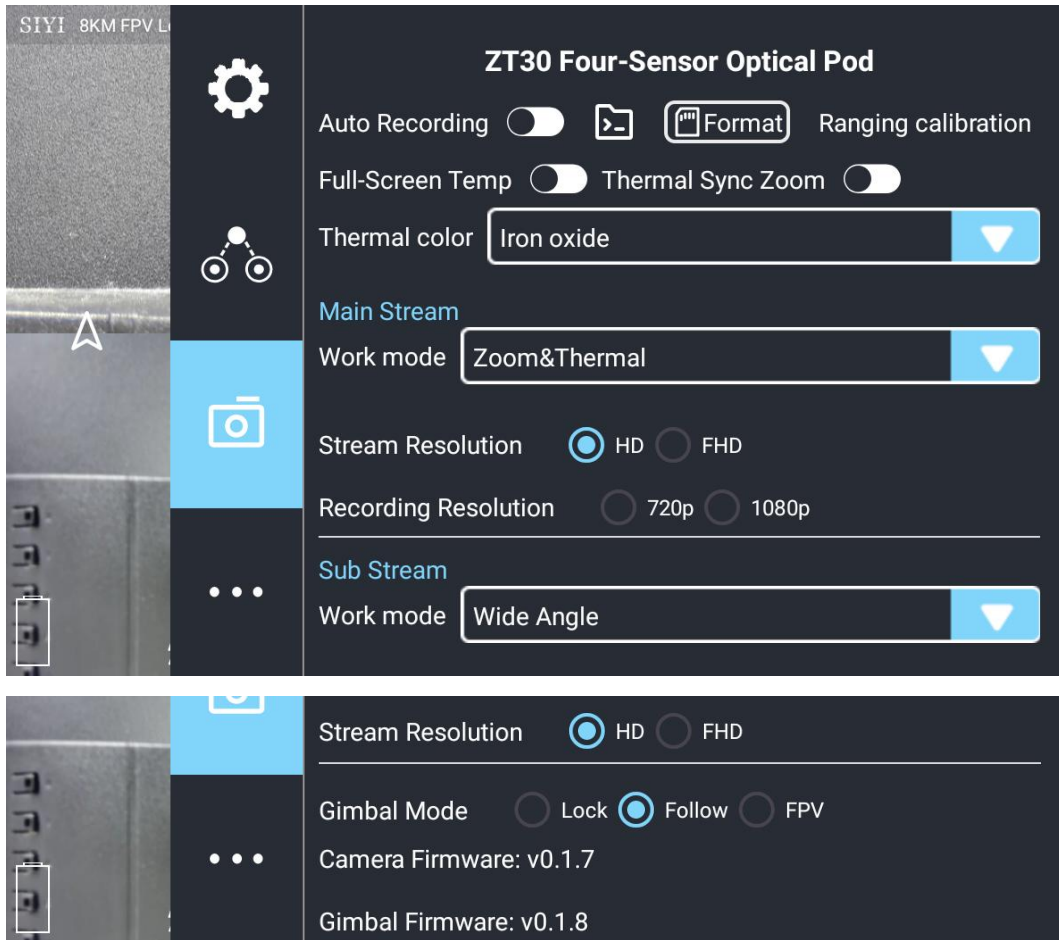 SIYI 8KM FPV L
ZT30 Four-Sensor Optical Pod
Auto Recording Format Ranging calibration
Full-Screen Temp Thermal Sync Zoom
Thermal color Iron oxide
Main Stream
Work mode Zoom&Thermal
Stream Resolution HD FHD
Recording Resolution 720p 1080p
Sub Stream
Work mode Wide Angle
Stream Resolution HD FHD
Gimbal Mode Lock Follow FPV
Camera Firmware: v0.1.7
Gimbal Firmware: v0.1.8